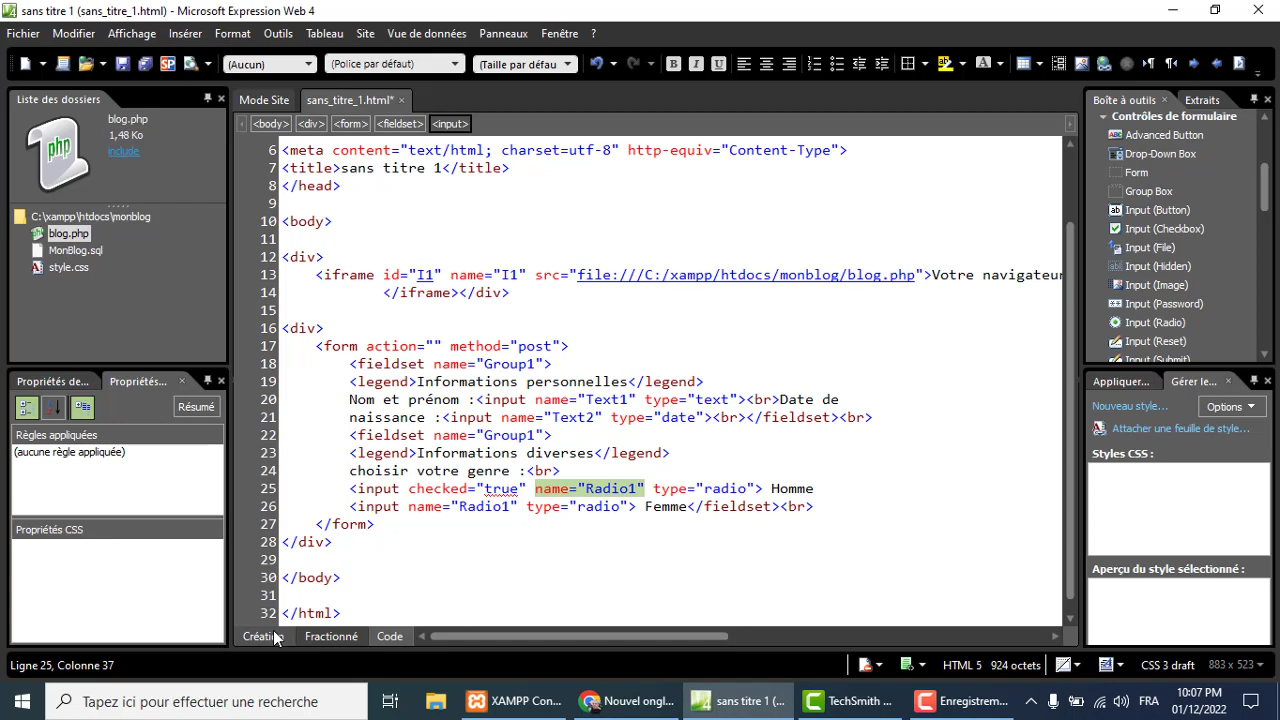 sans titre 1 (sans_titre_1.html) - Microsoft Expression Web 4
Fichier Modifier Affichage Insérer Format Outils Tableau Site Vue de données Panneaux Fenêtre ?
(Aucun) (Police par défaut) (Taille par défau B I U
Liste des dossiers
blog.php
1,48 Ko
include
C:\xampp\htdocs\monblog
blog.php
MonBlog.sql
style.css
Propriétés de... Propriétés...
Résumé
Règles appliquées
(aucune règle appliquée)
Propriétés CSS
Mode Site sans_titre_1.html*
<body> <div> <form> <fieldset> <input>
6 <meta content="text/html; charset=utf-8" http-equiv="Content-Type">
7 <title>sans titre 1</title>
8 </head>
9
10 <body>
11
12 <div>
13 <iframe id="I1" name="I1" src="file:///C:/xampp/htdocs/monblog/blog.php">Votre navigateur
14 </iframe></div>
15
16 <div>
17 <form action="" method="post">
18 <fieldset name="Group1">
19 <legend>Informations personnelles</legend>
20 Nom et prénom :<input name="Text1" type="text"><br>Date de
21 naissance :<input name="Text2" type="date"><br></fieldset><br>
22 <fieldset name="Group1">
23 <legend>Informations diverses</legend>
24 choisir votre genre :<br>
25 <input checked="true" name="Radio1" type="radio"> Homme
26 <input name="Radio1" type="radio"> Femme</fieldset><br>
27 </form>
28 </div>
29
30 </body>
31
32 </html>
Création Fractionné Code
Boîte à outils Extraits
Contrôles de formulaire
Advanced Button
Drop-Down Box
Form
Group Box
Input (Button)
Input (Checkbox)
Input (File)
Input (Hidden)
Input (Image)
Input (Password)
Input (Radio)
Input (Reset)
Input (Submit)
Appliquer... Gérer le...
Nouveau style... Options
Attacher une feuille de style...
Styles CSS :
Aperçu du style sélectionné :
Ligne 25, Colonne 37 HTML 5 924 octets CSS 3 draft 883 x 523
Tapez ici pour effectuer une recherche XAMPP Con... Nouvel ongl... sans titre 1 (... TechSmith ... Enregistrem... FR 10:07 PM
01/12/2022